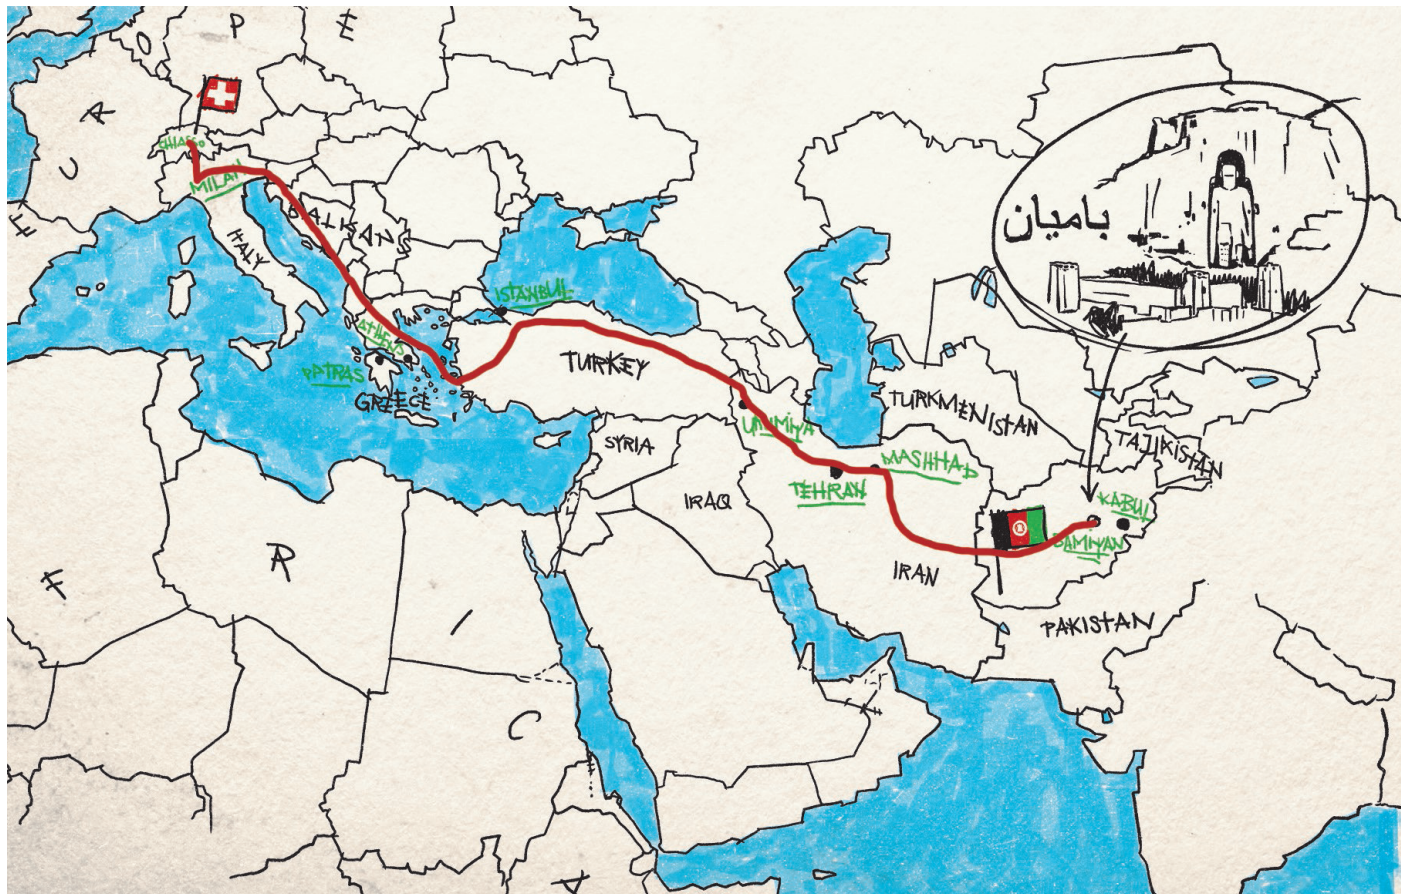 E U R O P E
A F R I C A
CHIASSO
MILAN
ITALY
BALKANS
ISTANBUL
ATHENS
PATRAS
GREECE
TURKEY
SYRIA
IRAQ
URUMIYA
TEHRAN
MASHHAD
IRAN
TURKMENISTAN
TAJIKISTAN
بامیان
KABUL
BAMIYAN
PAKISTAN